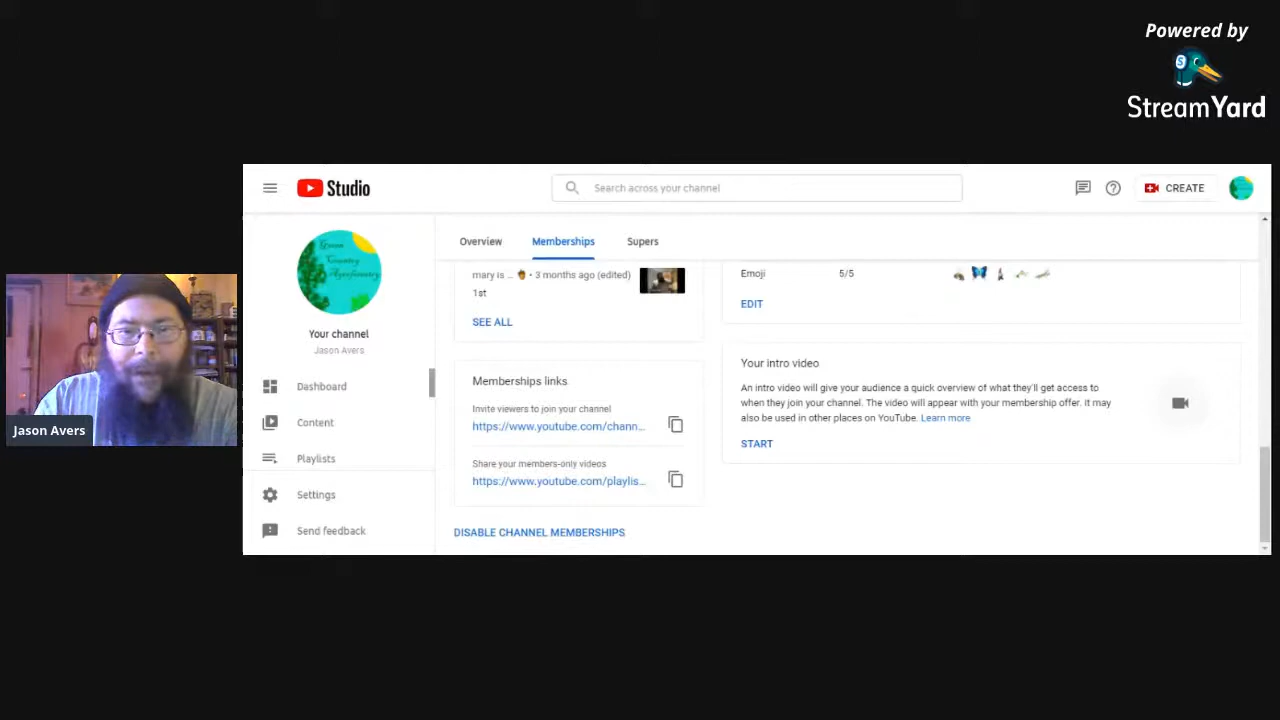 Powered by
StreamYard
Studio
Search across your channel
CREATE
Green
Country
Agroforestry
Your channel
Jason Avers
Dashboard
Content
Playlists
Settings
Send feedback
Overview
Memberships
Supers
mary is ... • 3 months ago (edited)
1st
SEE ALL
Memberships links
Invite viewers to join your channel
https://www.youtube.com/chann...
Share your members-only videos
https://www.youtube.com/playlis...
DISABLE CHANNEL MEMBERSHIPS
Emoji 5/5
EDIT
Your intro video
An intro video will give your audience a quick overview of what they'll get access to
when they join your channel. The video will appear with your membership offer. It may
also be used in other places on YouTube. Learn more
START
Jason Avers